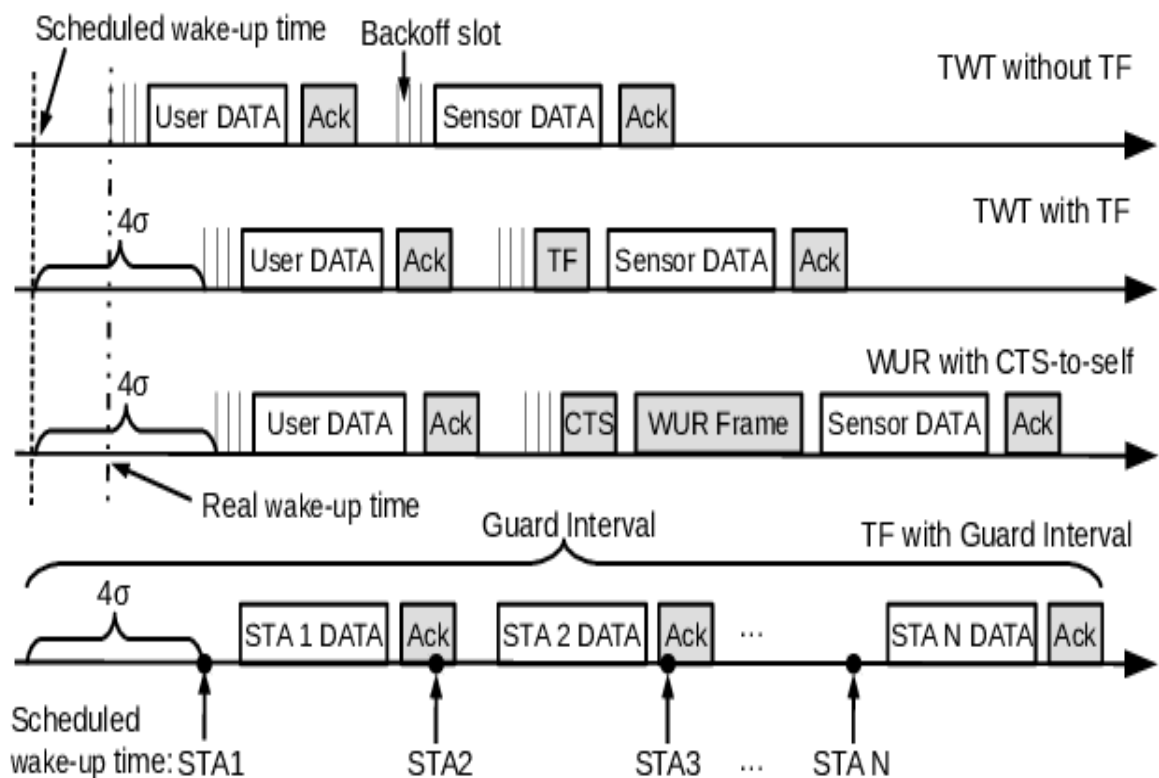 Scheduled wake-up time
Backoff slot
TWT without TF
User DATA
Ack
Sensor DATA
Ack
TWT with TF
4σ
User DATA
Ack
TF
Sensor DATA
Ack
WUR with CTS-to-self
4σ
User DATA
Ack
CTS
WUR Frame
Sensor DATA
Ack
Real wake-up time
Guard Interval
TF with Guard Interval
4σ
STA 1 DATA
Ack
STA 2 DATA
Ack
...
STA N DATA
Ack
Scheduled
wake-up time: STA1 STA2 STA3 ... STA N